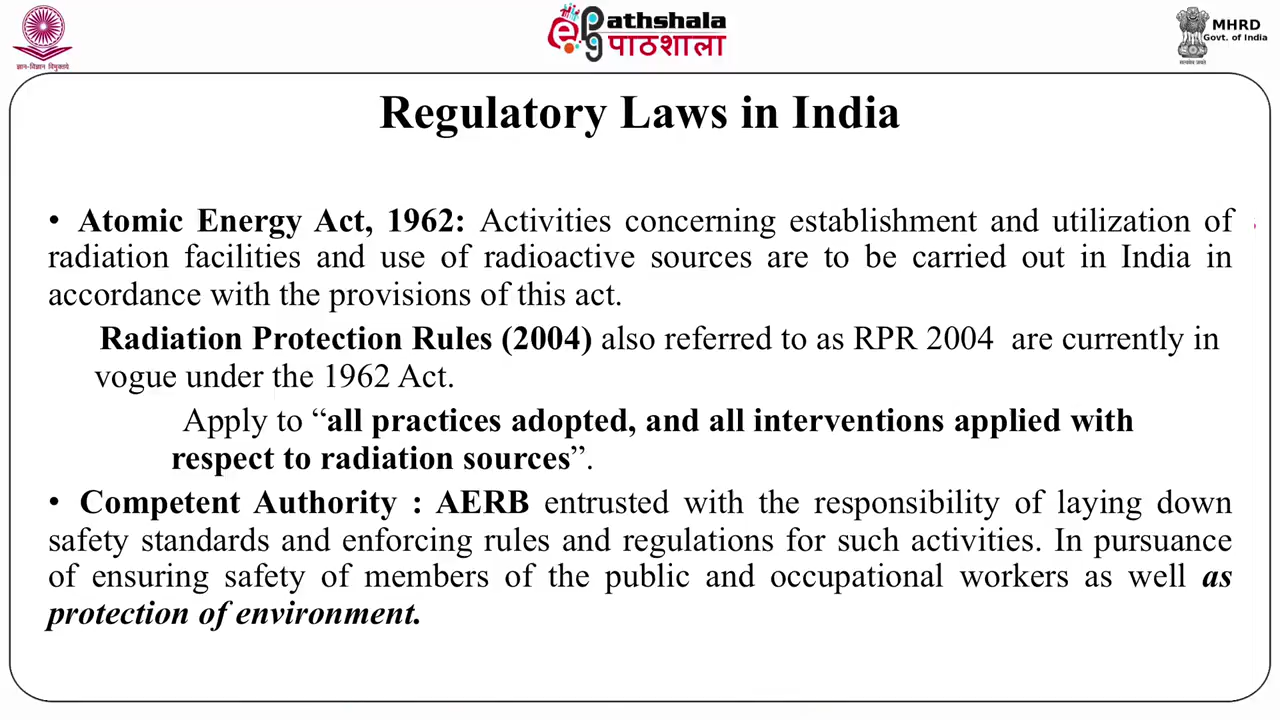 ePathshala
पाठशाला
MHRD
Govt. of India
ज्ञान-विज्ञान विमुक्तये
सत्यमेव जयते
Regulatory Laws in India
• Atomic Energy Act, 1962: Activities concerning establishment and utilization of
radiation facilities and use of radioactive sources are to be carried out in India in
accordance with the provisions of this act.
Radiation Protection Rules (2004) also referred to as RPR 2004 are currently in
vogue under the 1962 Act.
Apply to “all practices adopted, and all interventions applied with
respect to radiation sources”.
• Competent Authority : AERB entrusted with the responsibility of laying down
safety standards and enforcing rules and regulations for such activities. In pursuance
of ensuring safety of members of the public and occupational workers as well as
protection of environment.